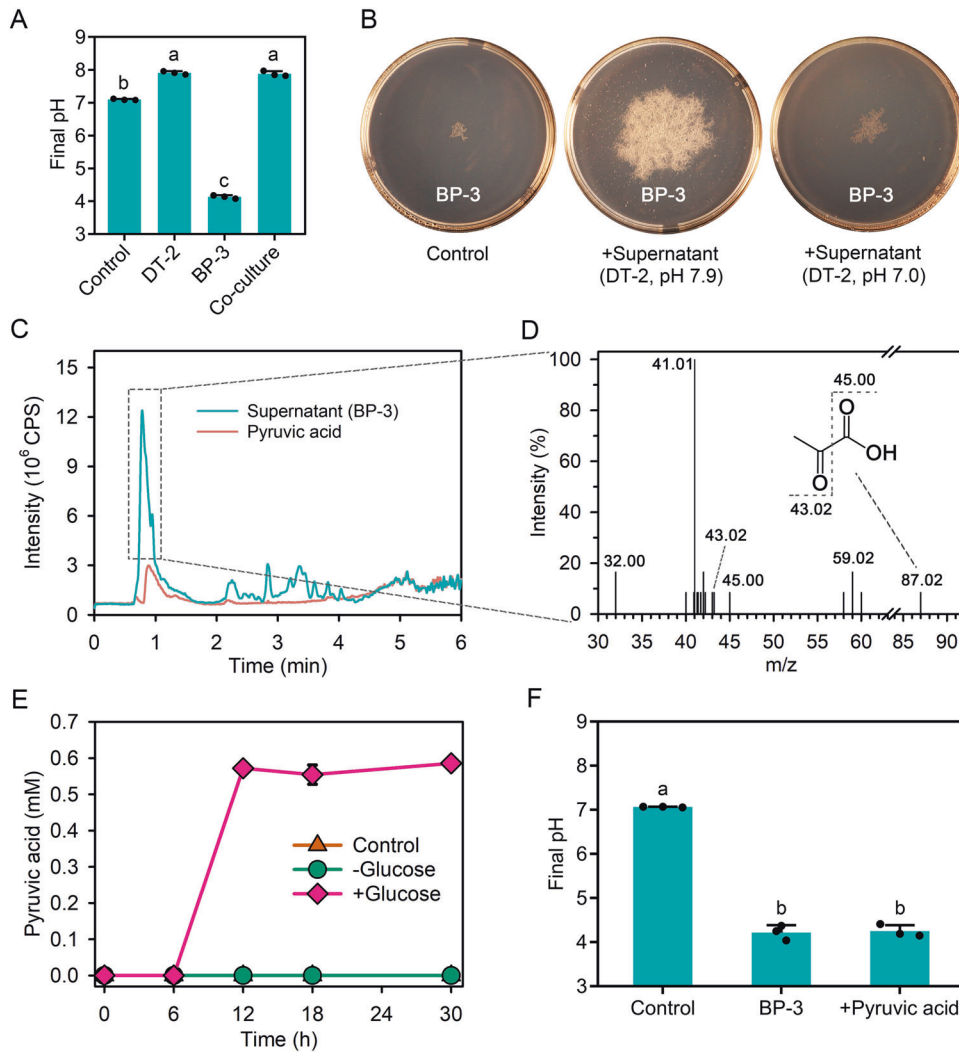 A
Final pH
9
8
7
6
5
4
3
b
a
c
a
Control
DT-2
BP-3
Co-culture
B
BP-3
BP-3
BP-3
Control
+Supernatant
(DT-2, pH 7.9)
+Supernatant
(DT-2, pH 7.0)
C
Intensity (10⁶ CPS)
15
12
9
6
3
0
Supernatant (BP-3)
Pyruvic acid
0
1
2
3
4
5
6
Time (min)
D
Intensity (%)
100
80
60
40
20
0
41.01
45.00
O
OH
O
43.02
43.02
32.00
45.00
59.02
87.02
30
35
40
45
50
55
60
85
90
m/z
E
Pyruvic acid (mM)
0.7
0.6
0.5
0.4
0.3
0.2
0.1
0.0
Control
-Glucose
+Glucose
0
6
12
18
24
30
Time (h)
F
Final pH
9
8
7
6
5
4
3
a
b
b
Control
BP-3
+Pyruvic acid